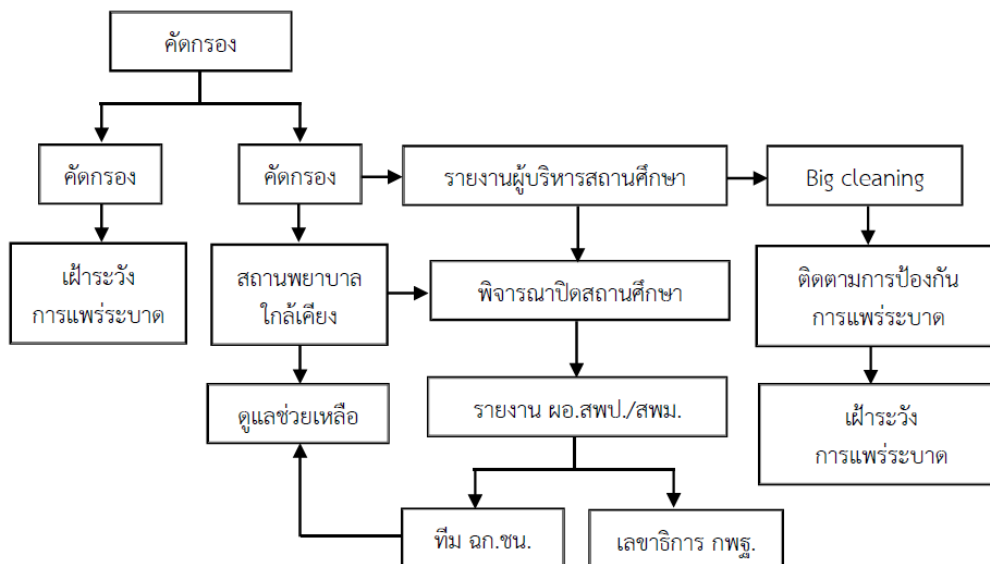 คัดกรอง
คัดกรอง
คัดกรอง
รายงานผู้บริหารสถานศึกษา
Big cleaning
เฝ้าระวัง
การแพร่ระบาด
สถานพยาบาล
ใกล้เคียง
พิจารณาปิดสถานศึกษา
ติดตามการป้องกัน
การแพร่ระบาด
ดูแลช่วยเหลือ
รายงาน ผอ.สพป./สพม.
เฝ้าระวัง
การแพร่ระบาด
ทีม ฉก.ชน.
เลขาธิการ กพฐ.